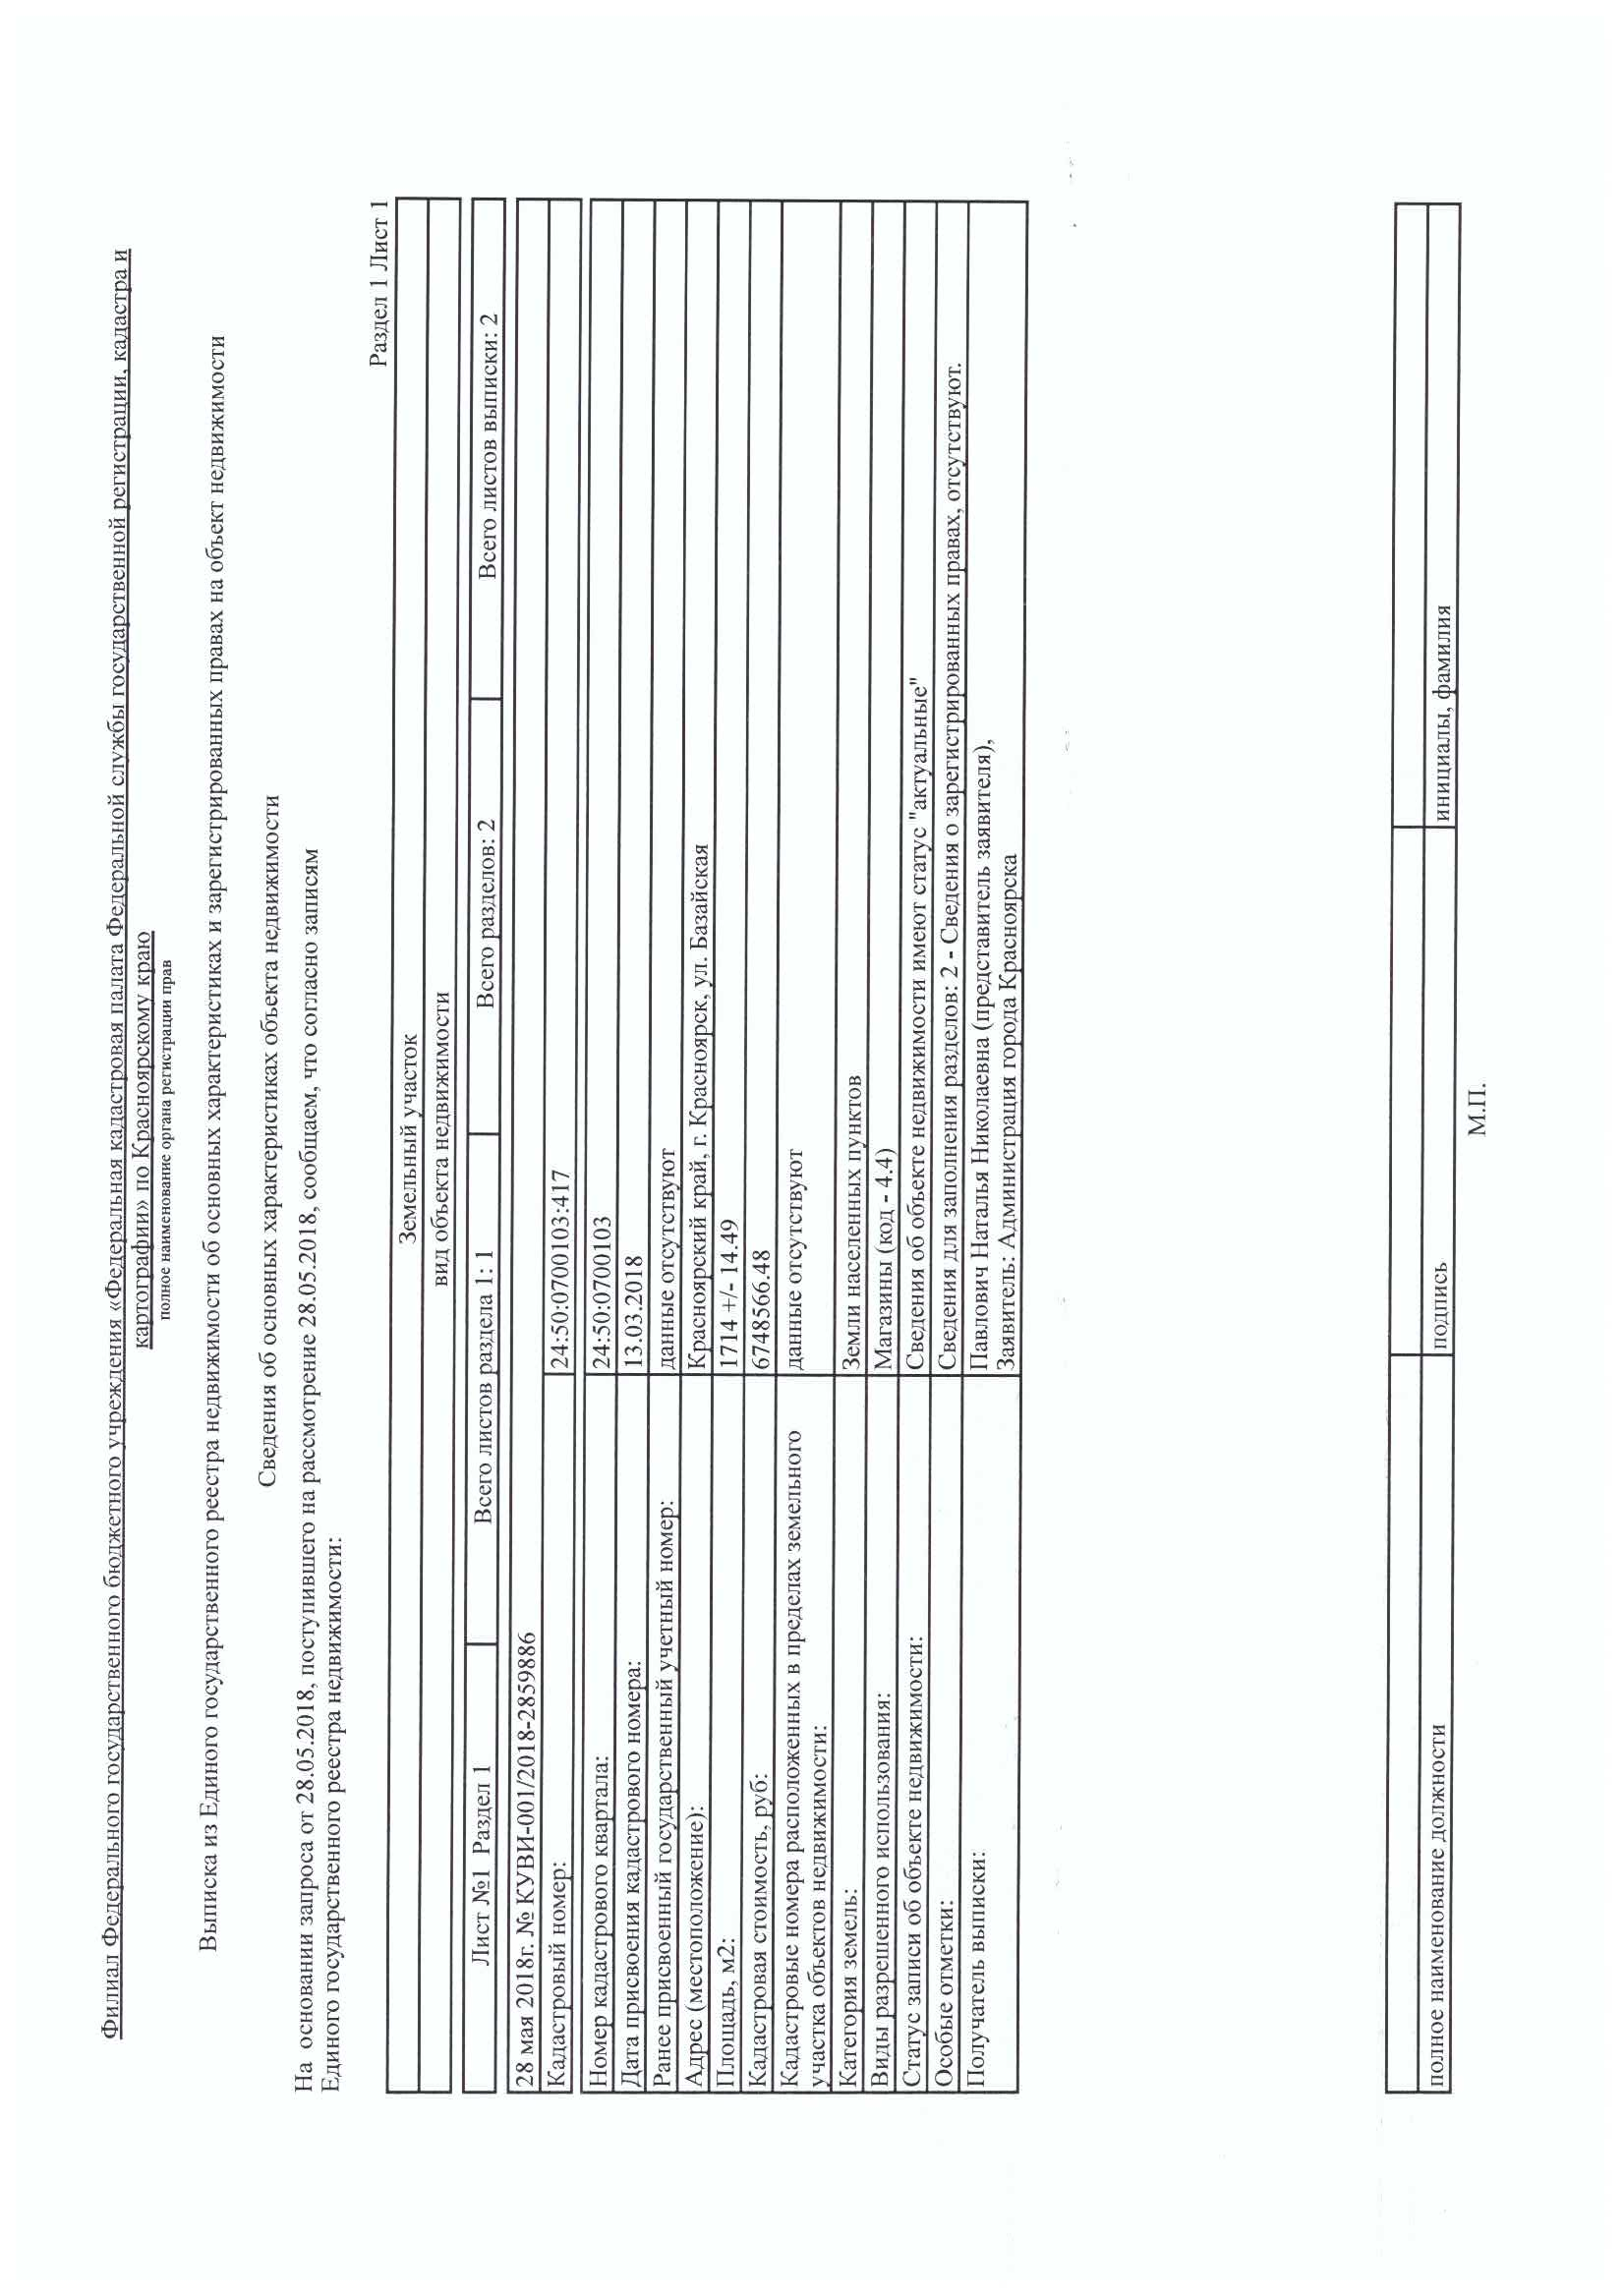 Филиал Федерального государственного бюджетного учреждения «Федеральная кадастровая палата Федеральной службы государственной регистрации, кадастра и
картографии» по Красноярскому краю
полное наименование органа регистрации прав
Выписка из Единого государственного реестра недвижимости об основных характеристиках и зарегистрированных правах на объект недвижимости
Сведения об основных характеристиках объекта недвижимости
На основании запроса от 28.05.2018, поступившего на рассмотрение 28.05.2018, сообщаем, что согласно записям
Единого государственного реестра недвижимости:
Раздел 1 Лист 1
Земельный участок
вид объекта недвижимости
Лист №1 Раздел 1 Всего листов раздела 1: 1 Всего разделов: 2 Всего листов выписки: 2
28 мая 2018г. № КУВИ-001/2018-2859886
Кадастровый номер: 24:50:0700103:417
Номер кадастрового квартала: 24:50:0700103
Дата присвоения кадастрового номера: 13.03.2018
Ранее присвоенный государственный учетный номер: данные отсутствуют
Адрес (местоположение): Красноярский край, г. Красноярск, ул. Базайская
Площадь, м2: 1714 +/- 14.49
Кадастровая стоимость, руб: 6748566.48
Кадастровые номера расположенных в пределах земельного данные отсутствуют
участка объектов недвижимости:
Категория земель: Земли населенных пунктов
Виды разрешенного использования: Магазины (код - 4.4)
Статус записи об объекте недвижимости: Сведения об объекте недвижимости имеют статус "актуальные"
Особые отметки: Сведения для заполнения разделов: 2 - Сведения о зарегистрированных правах, отсутствуют.
Получатель выписки: Павлович Наталья Николаевна (представитель заявителя),
Заявитель: Администрация города Красноярска
полное наименование должности подпись инициалы, фамилия
М.П.